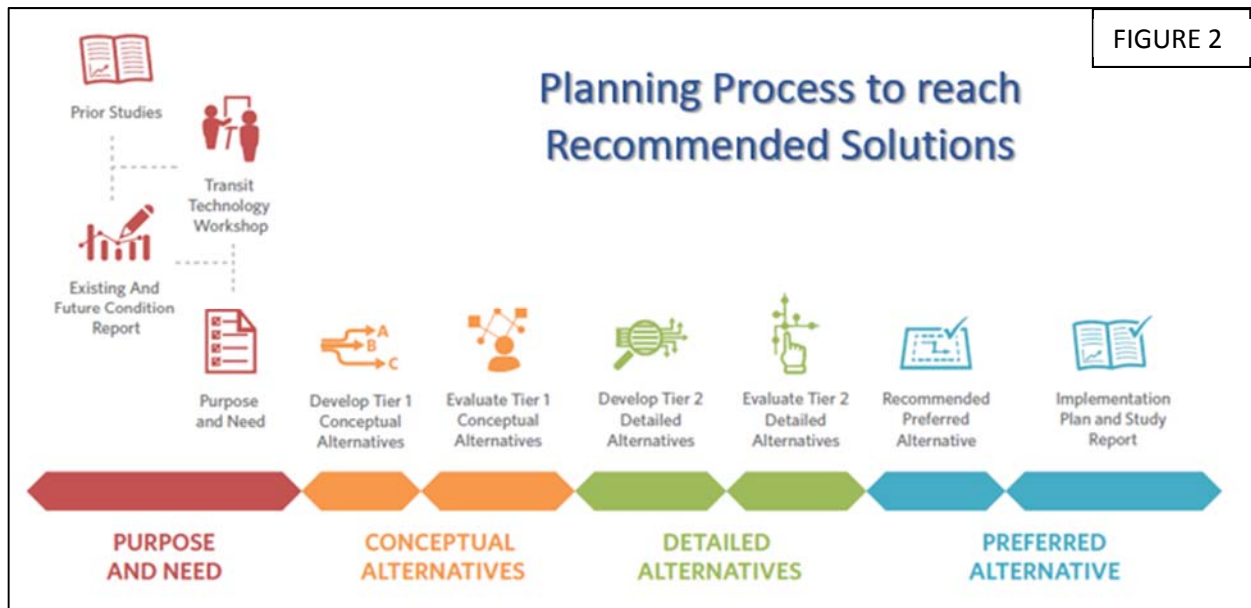 FIGURE 2
Planning Process to reach
Recommended Solutions
Prior Studies
Transit
Technology
Workshop
Existing And
Future Condition
Report
Purpose
and Need
A
B
C
Develop Tier 1
Conceptual
Alternatives
Evaluate Tier 1
Conceptual
Alternatives
Develop Tier 2
Detailed
Alternatives
Evaluate Tier 2
Detailed
Alternatives
Recommended
Preferred
Alternative
Implementation
Plan and Study
Report
PURPOSE
AND NEED
CONCEPTUAL
ALTERNATIVES
DETAILED
ALTERNATIVES
PREFERRED
ALTERNATIVE